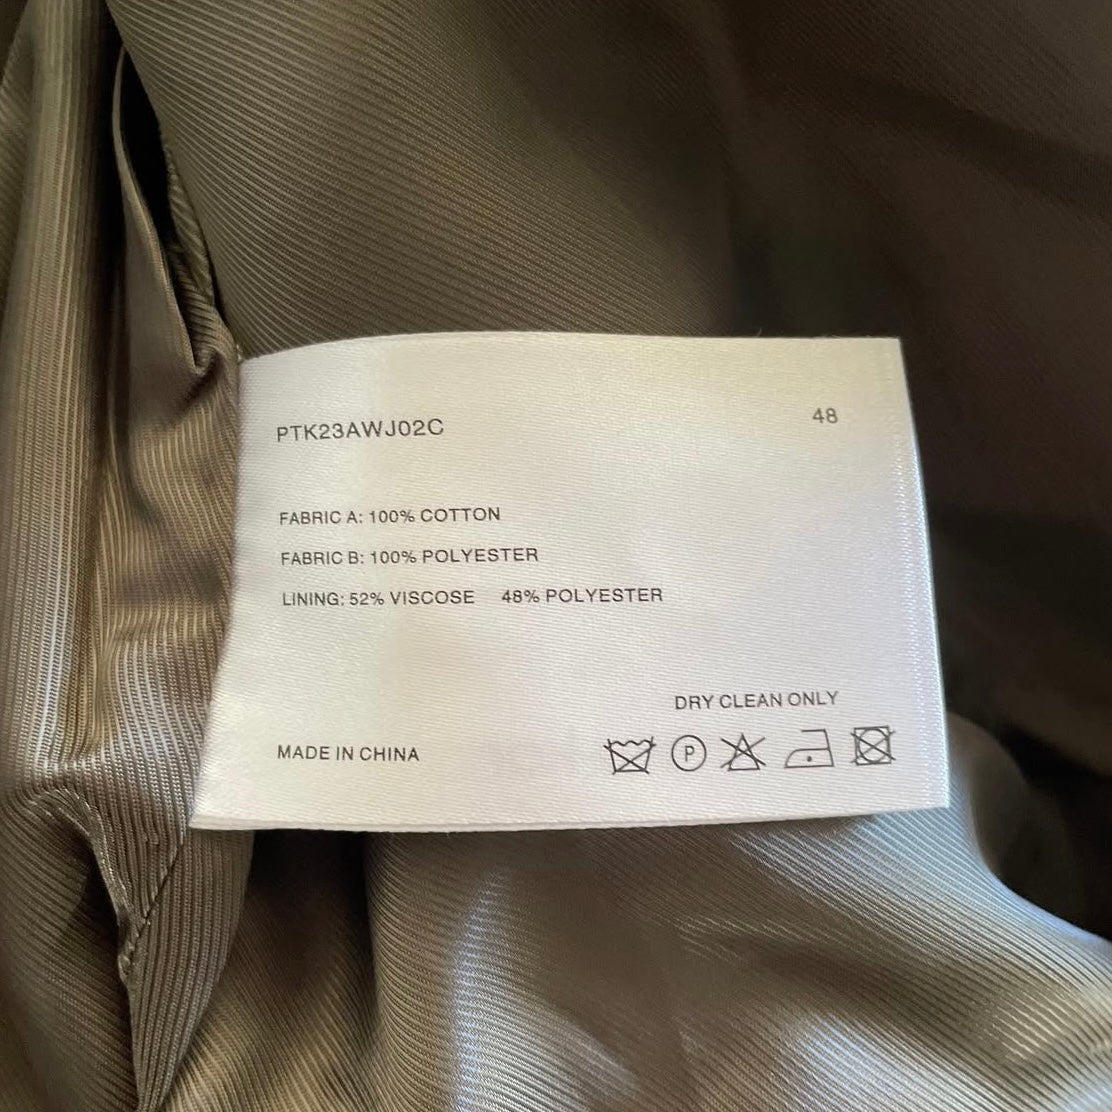 PTK23AWJ02C
48
FABRIC A: 100% COTTON
FABRIC B: 100% POLYESTER
LINING: 52% VISCOSE 48% POLYESTER
DRY CLEAN ONLY
MADE IN CHINA
P